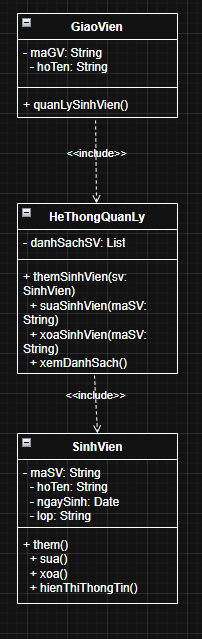 GiaoVien
- maGV: String
- hoTen: String
+ quanLySinhVien()
<<include>>
HeThongQuanLy
- danhSachSV: List
+ themSinhVien(sv:
SinhVien)
+ suaSinhVien(maSV:
String)
+ xoaSinhVien(maSV:
String)
+ xemDanhSach()
<<include>>
SinhVien
- maSV: String
- hoTen: String
- ngaySinh: Date
- lop: String
+ them()
+ sua()
+ xoa()
+ hienThiThongTin()